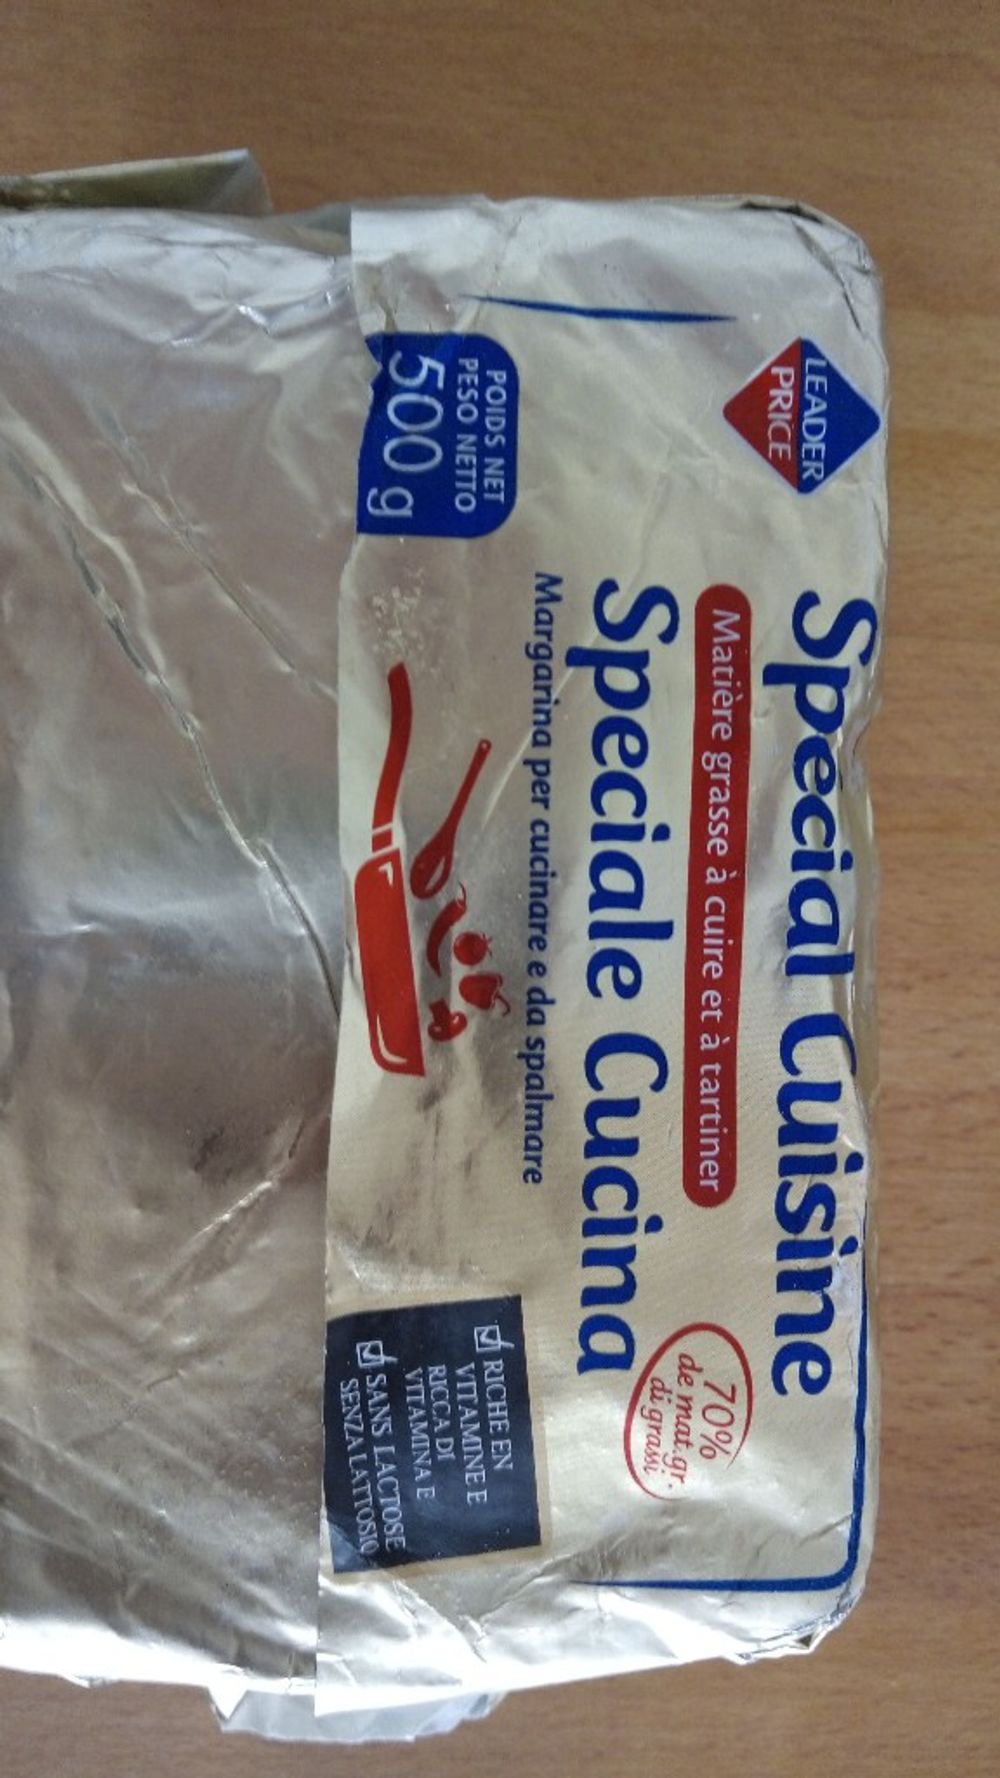 LEADER
PRICE
Spécial Cuisine
Matière grasse à cuire et à tartiner
Speciale Cucina
Margarina per cucinare e da spalmare
70%
de mat.gr.
di grassi
POIDS NET
PESO NETTO
500 g
RICHE EN
VITAMINE E
RICCA DI
VITAMINA E
SANS LACTOSE
SENZA LATTOSIO